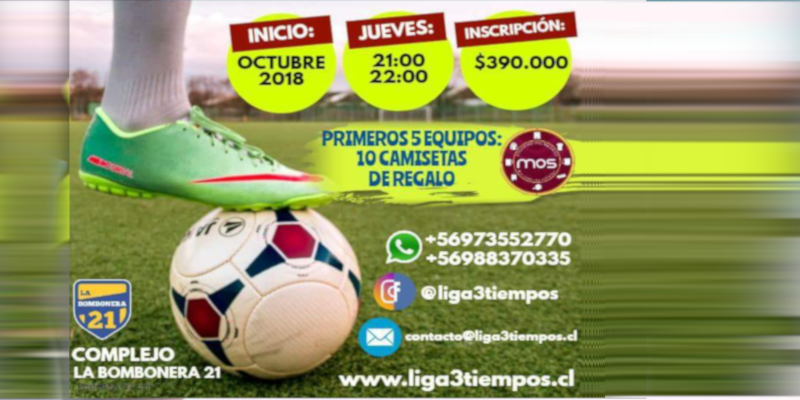 INICIO:
OCTUBRE
2018
JUEVES:
21:00
22:00
INSCRIPCIÓN:
$390.000
PRIMEROS 5 EQUIPOS:
10 CAMISETAS
DE REGALO
mos
+56973552770
+56988370335
@liga3tiempos
contacto@liga3tiempos.cl
www.liga3tiempos.cl
LA
BOMBONERA
21
COMPLEJO
LA BOMBONERA 21